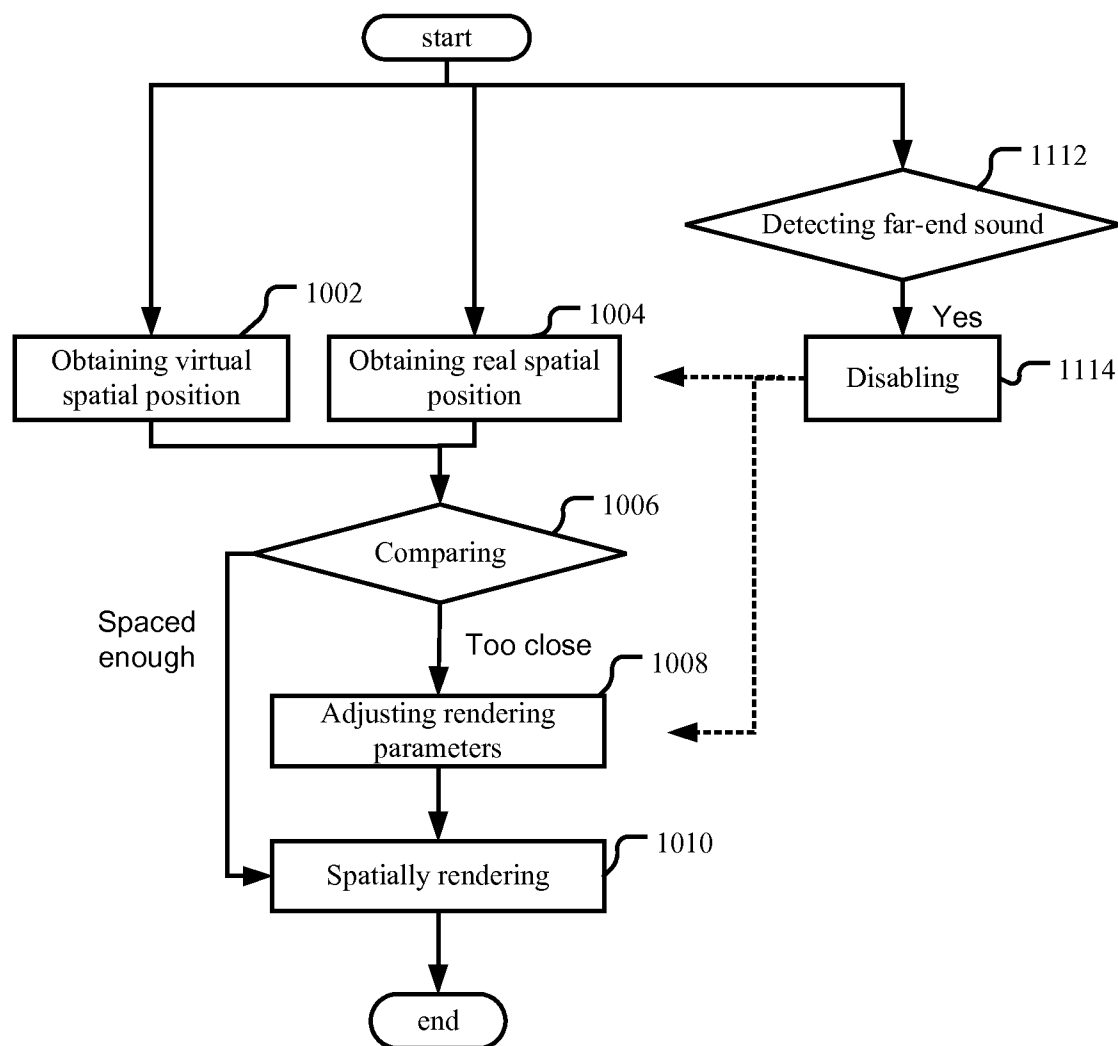 start
1112
Detecting far-end sound
1002
1004
Yes
Obtaining virtual
spatial position
Obtaining real spatial
position
Disabling
1114
1006
Comparing
Spaced
enough
Too close
1008
Adjusting rendering
parameters
1010
Spatially rendering
end